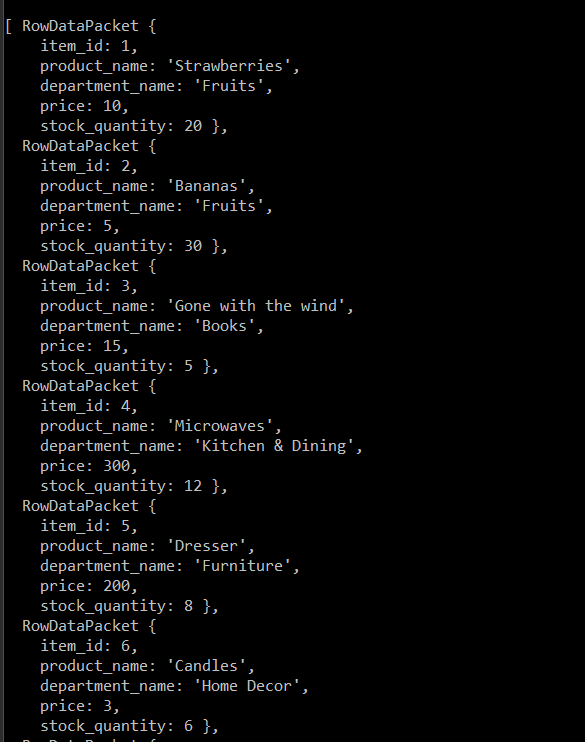 [ RowDataPacket {
    item_id: 1,
    product_name: 'Strawberries',
    department_name: 'Fruits',
    price: 10,
    stock_quantity: 20 },
  RowDataPacket {
    item_id: 2,
    product_name: 'Bananas',
    department_name: 'Fruits',
    price: 5,
    stock_quantity: 30 },
  RowDataPacket {
    item_id: 3,
    product_name: 'Gone with the wind',
    department_name: 'Books',
    price: 15,
    stock_quantity: 5 },
  RowDataPacket {
    item_id: 4,
    product_name: 'Microwaves',
    department_name: 'Kitchen & Dining',
    price: 300,
    stock_quantity: 12 },
  RowDataPacket {
    item_id: 5,
    product_name: 'Dresser',
    department_name: 'Furniture',
    price: 200,
    stock_quantity: 8 },
  RowDataPacket {
    item_id: 6,
    product_name: 'Candles',
    department_name: 'Home Decor',
    price: 3,
    stock_quantity: 6 },
  RowDataPacket {